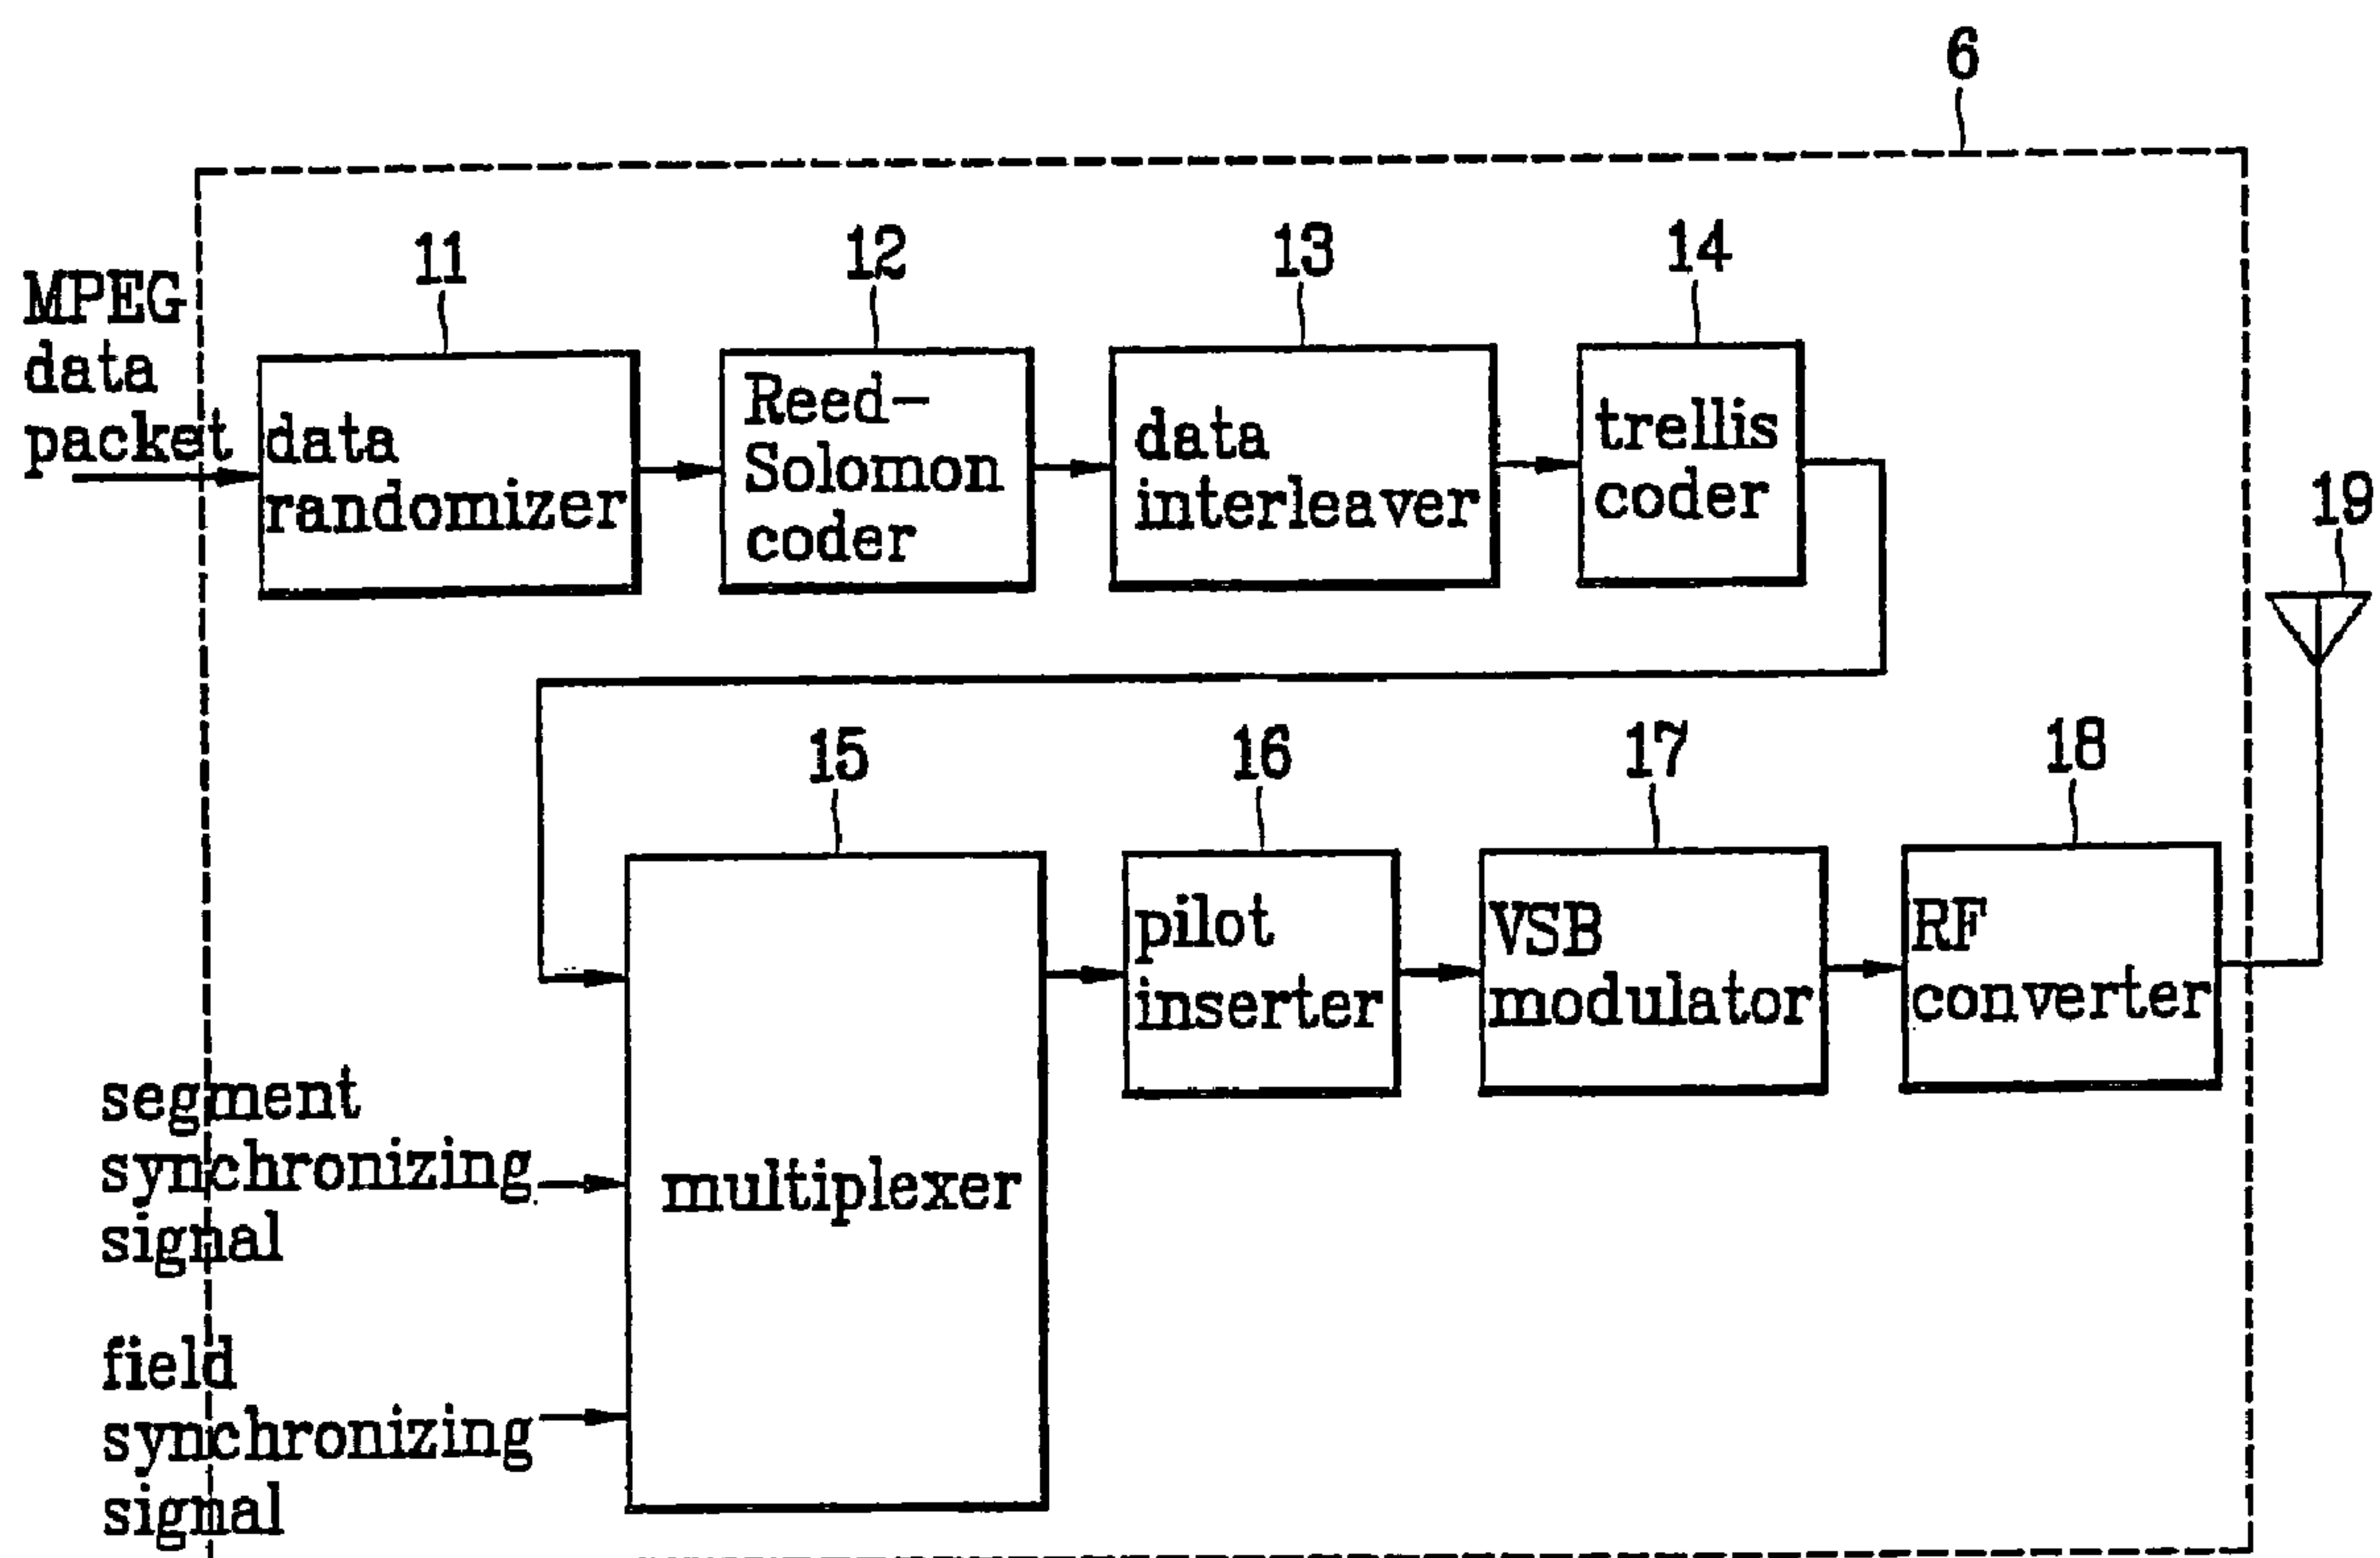 6
11
12
13
14
MPEG
data
packet
data
randomizer
Reed-
Solomon
coder
data
interleaver
trellis
coder
19
15
16
17
18
multiplexer
pilot
inserter
VSB
modulator
RF
converter
segment
synchronizing
signal
field
synchronizing
signal